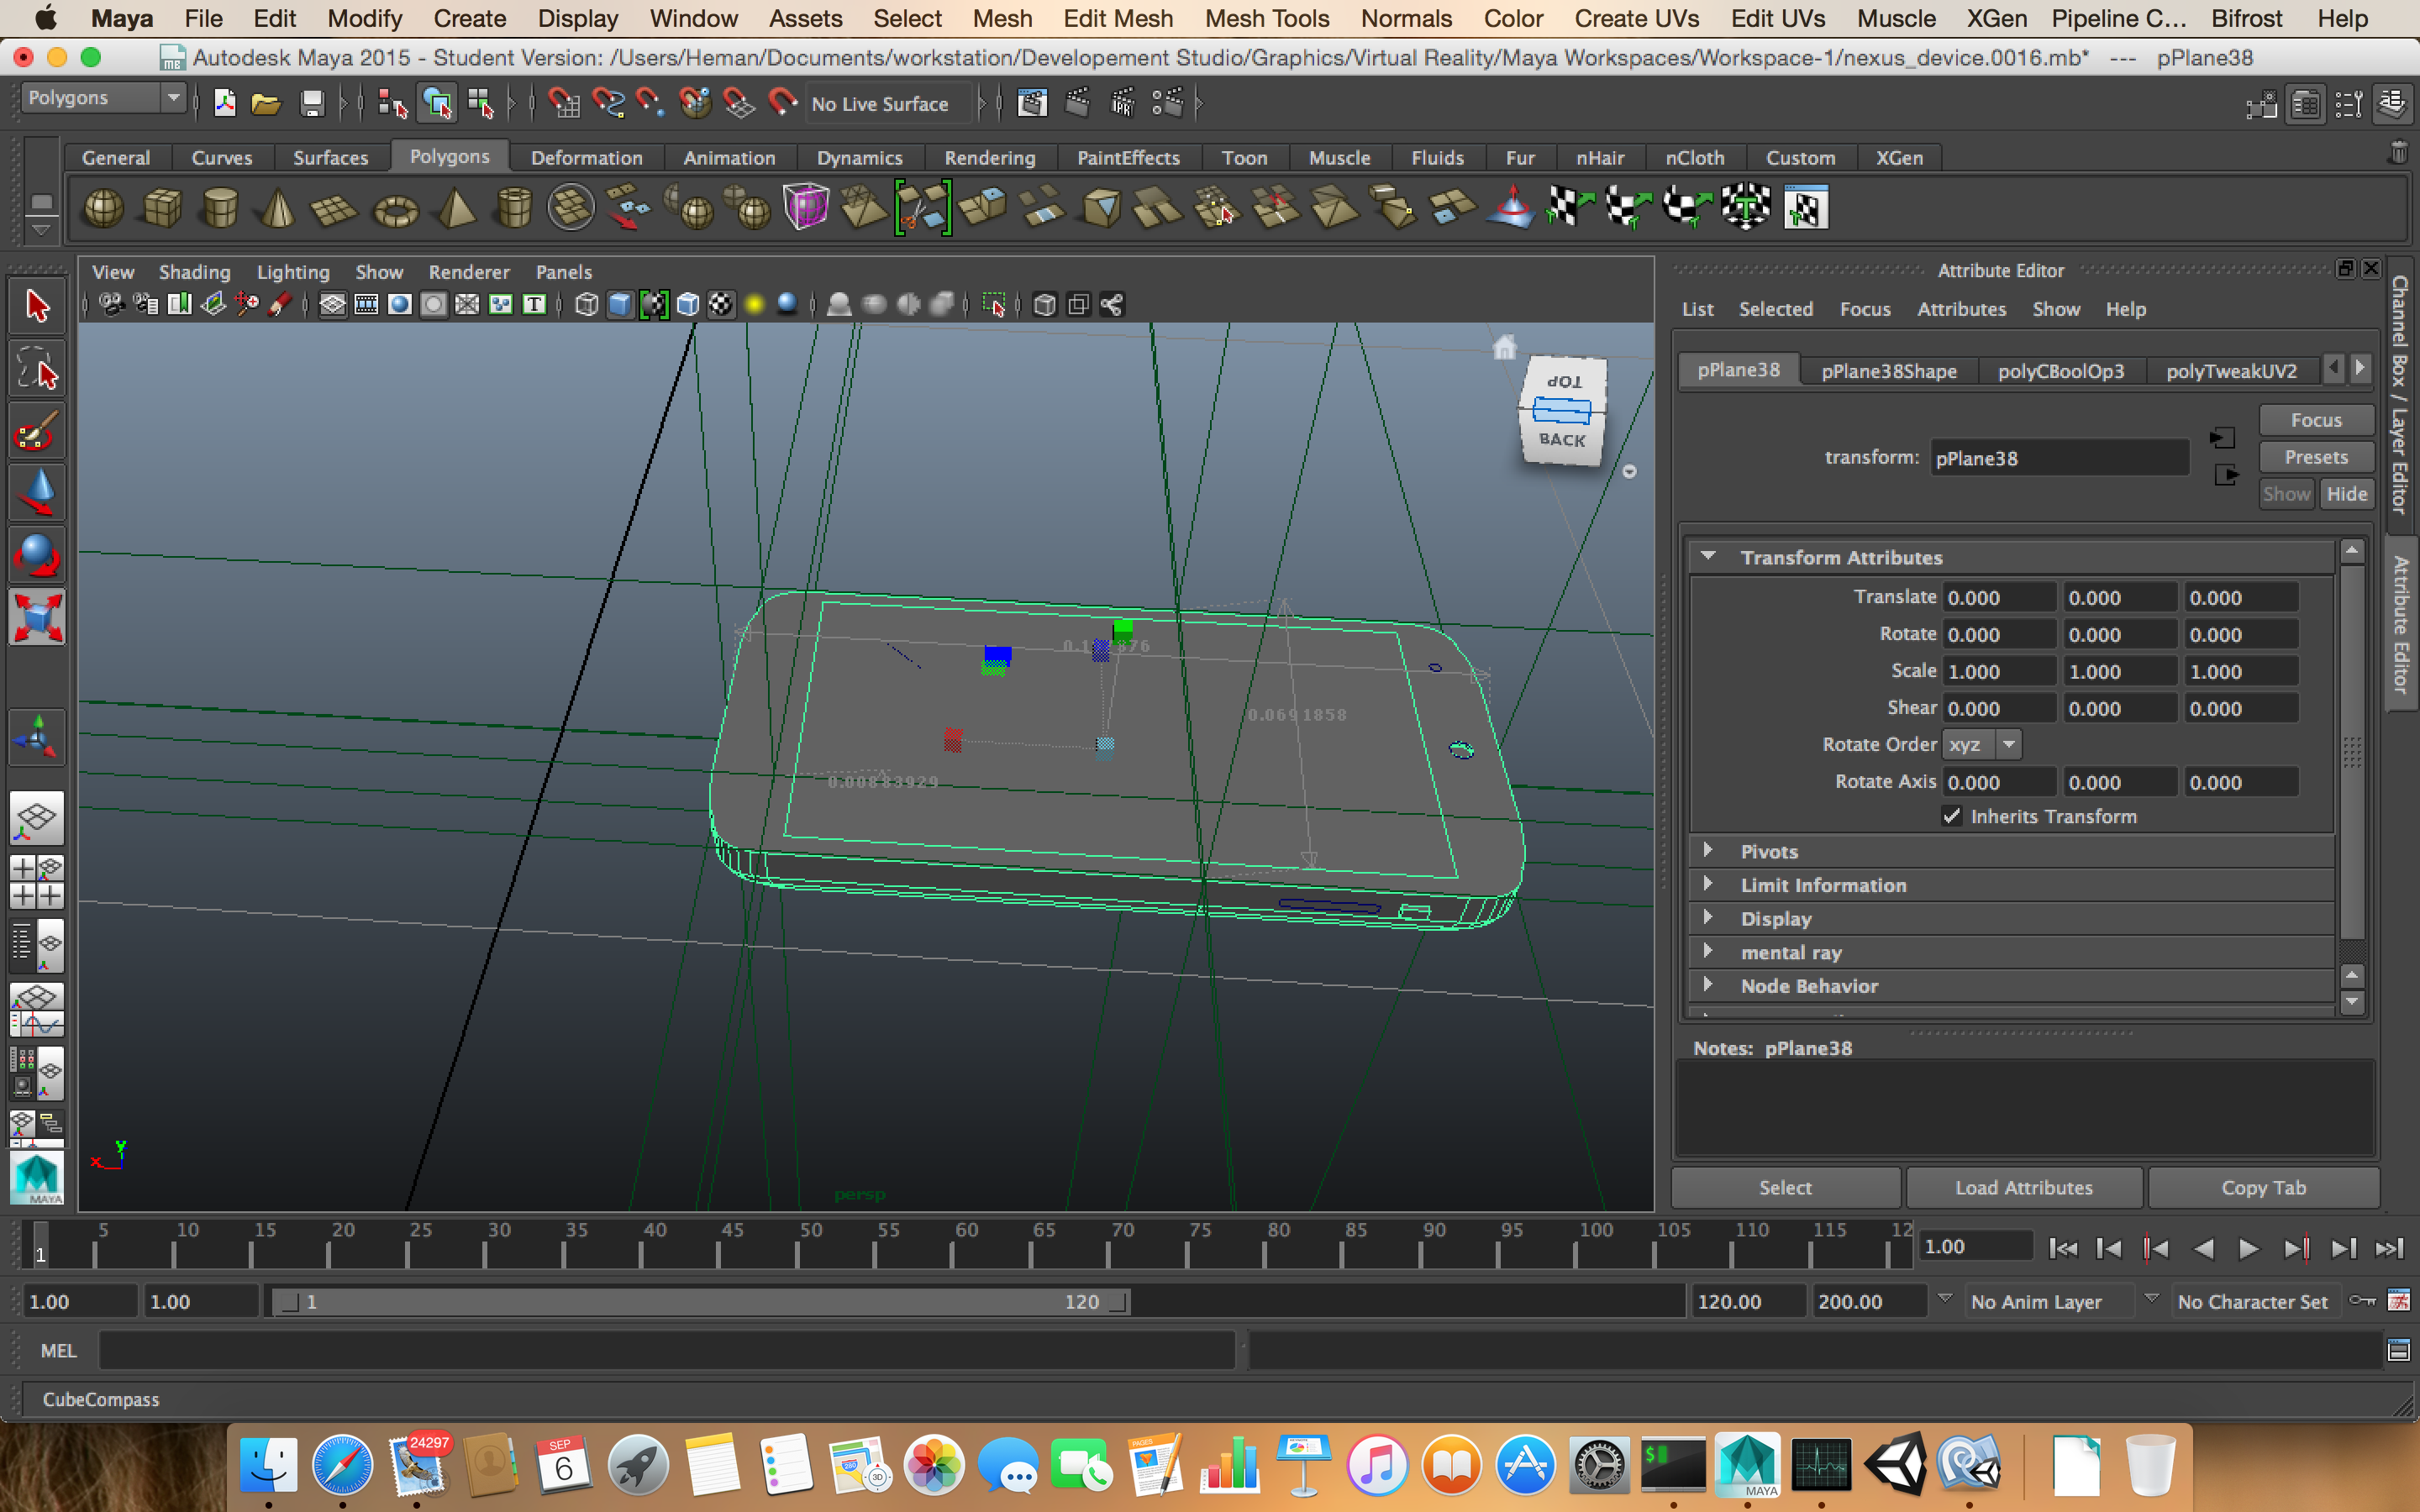 Maya File Edit Modify Create Display Window Assets Select Mesh Edit Mesh Mesh Tools Normals Color Create UVs Edit UVs Muscle XGen Pipeline C... Bifrost Help
Autodesk Maya 2015 - Student Version: /Users/Heman/Documents/workstation/Developement Studio/Graphics/Virtual Reality/Maya Workspaces/Workspace-1/nexus_device.0016.mb* --- pPlane38
Polygons No Live Surface
General Curves Surfaces Polygons Deformation Animation Dynamics Rendering PaintEffects Toon Muscle Fluids Fur nHair nCloth Custom XGen
View Shading Lighting Show Renderer Panels
TOP
BACK
0.0691858
0.00883929
persp
y
x
Attribute Editor
List Selected Focus Attributes Show Help
pPlane38 pPlane38Shape polyCBoolOp3 polyTweakUV2
Focus
transform: pPlane38
Presets
Show Hide
Transform Attributes
Translate 0.000 0.000 0.000
Rotate 0.000 0.000 0.000
Scale 1.000 1.000 1.000
Shear 0.000 0.000 0.000
Rotate Order xyz
Rotate Axis 0.000 0.000 0.000
Inherits Transform
Pivots
Limit Information
Display
mental ray
Node Behavior
Notes: pPlane38
Select Load Attributes Copy Tab
Channel Box / Layer Editor
Attribute Editor
MAYA
5 10 15 20 25 30 35 40 45 50 55 60 65 70 75 80 85 90 95 100 105 110 115 12
1
1.00
1.00 1.00 1 120 120.00 200.00 No Anim Layer No Character Set
MEL
CubeCompass
24297
SEP
6
3D
PAGES
MAYA